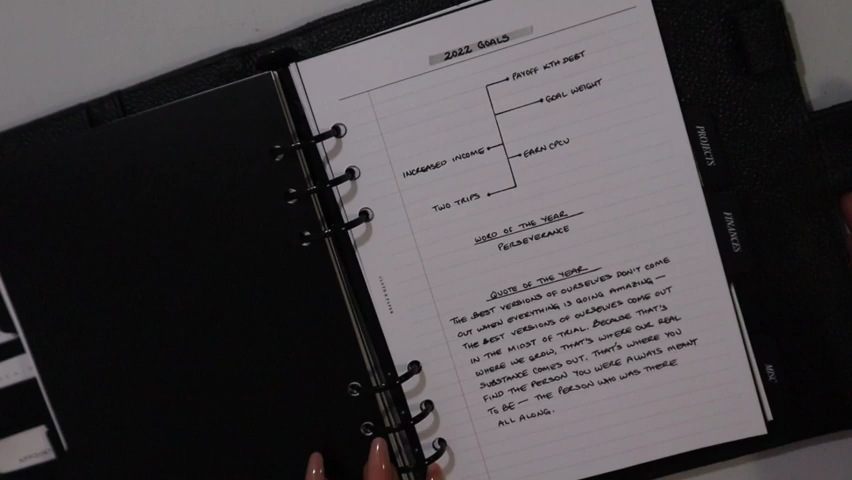 2022 GOALS
PAYOFF DEBT
GOAL WEIGHT
INCREASED INCOME
EARN CPCU
TWO TRIPS
WORD OF THE YEAR
PERSEVERANCE
QUOTE OF THE YEAR
THE BEST VERSIONS OF OURSELVES DON'T COME
OUT WHEN EVERYTHING IS GOING AMAZING —
THE BEST VERSIONS OF OURSELVES COME OUT
IN THE MIDST OF TRIAL. BECAUSE THAT'S
WHERE WE GROW, THAT'S WHERE OUR REAL
SUBSTANCE COMES OUT. THAT'S WHERE YOU
FIND THE PERSON YOU WERE ALWAYS MEANT
TO BE — THE PERSON WHO WAS THERE
ALL ALONG.
PROJECTS
FINANCES
MISC